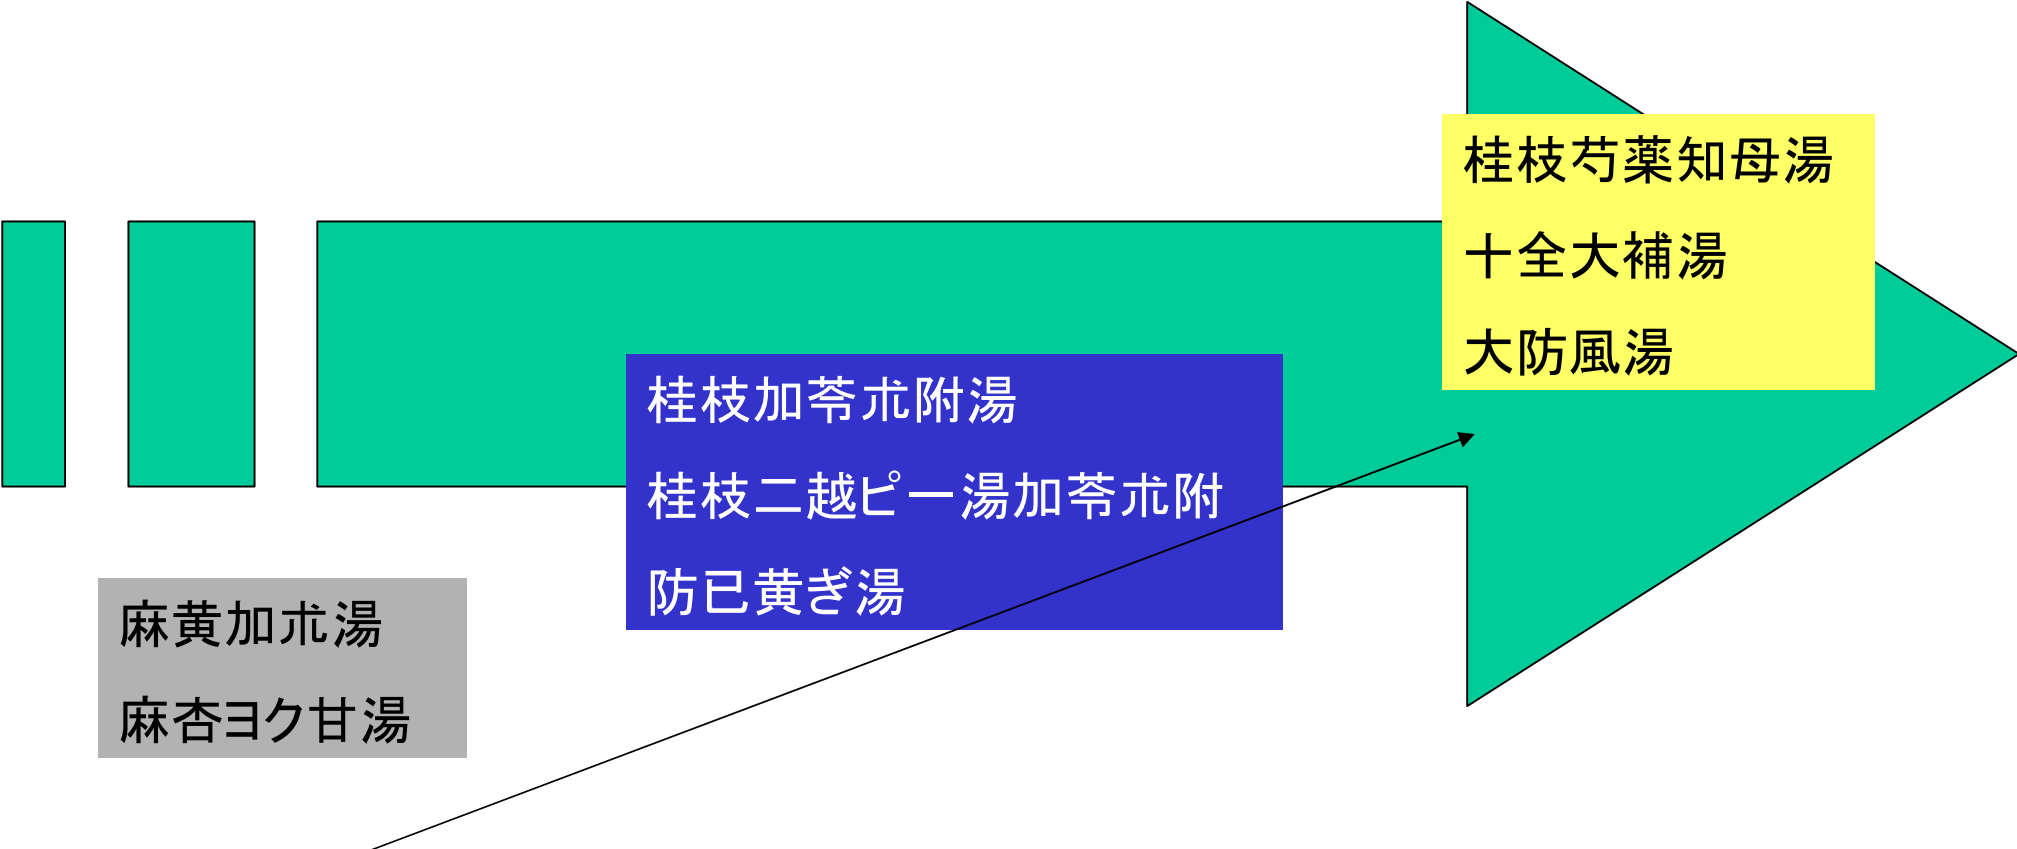 桂枝芍薬知母湯
十全大補湯
大防風湯
桂枝加苓朮附湯
桂枝二越ピー湯加苓朮附
防已黄ぎ湯
麻黄加朮湯
麻杏ヨク甘湯